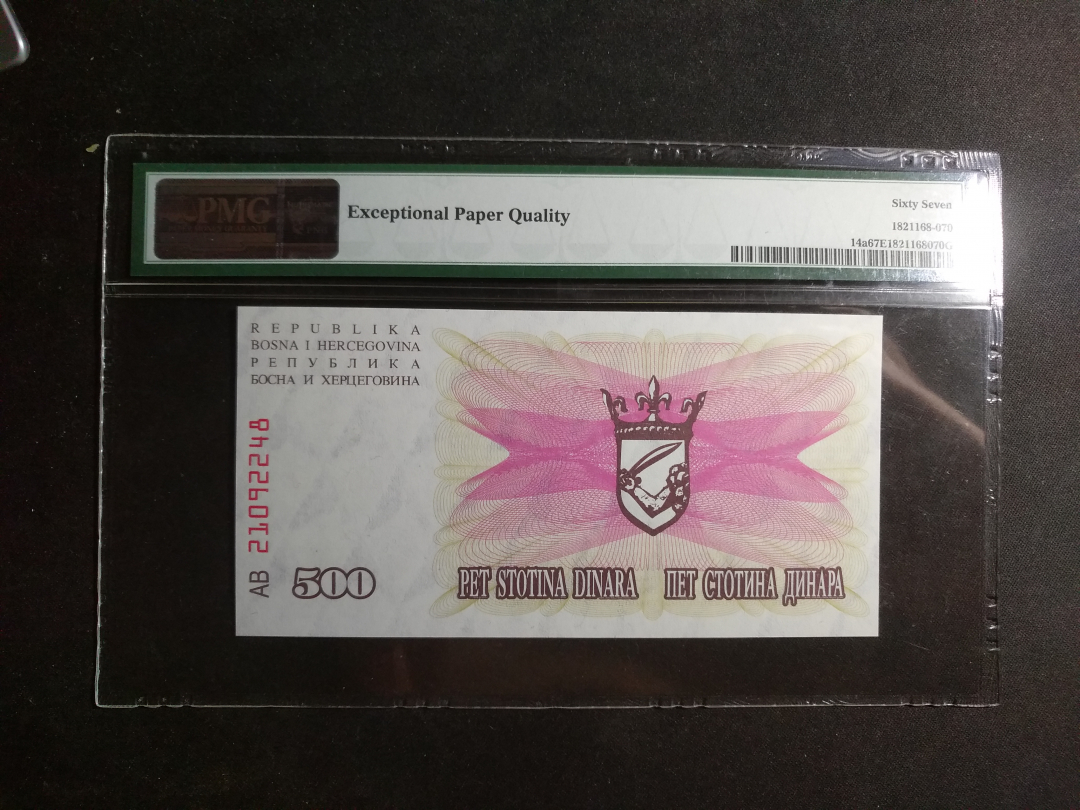 PMG
Exceptional Paper Quality
Sixty Seven
1821168-070
14a67E1821168070G
REPUBLIKA
BOSNA I HERCEGOVINA
РЕПУБЛИКА
БОСНА И ХЕРЦЕГОВИНА
AB 21092248
500
PET STOTINA DINARA ПЕТ СТОТИНА ДИНАРА